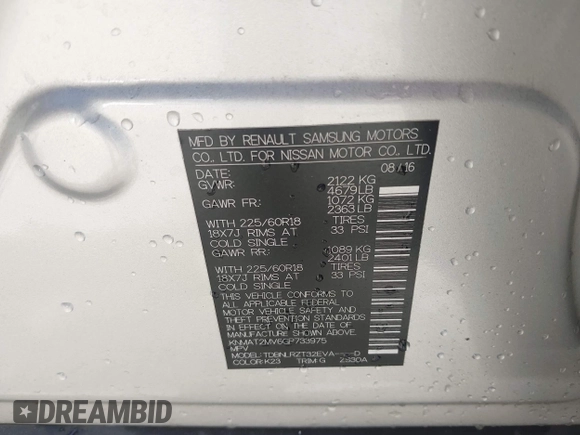 MFD BY RENAULT SAMSUNG MOTORS
CO., LTD. FOR NISSAN MOTOR CO., LTD.
DATE: 08/16
GVWR: 2122 KG
4679LB
GAWR FR: 1072 KG
2363LB
WITH 225/60R18 TIRES
18X7J RIMS AT 33 PSI
COLD SINGLE
GAWR RR: 1089 KG
2401LB
WITH 225/60R18 TIRES
18X7J RIMS AT 33 PSI
COLD SINGLE
THIS VEHICLE CONFORMS TO
ALL APPLICABLE FEDERAL
MOTOR VEHICLE SAFETY AND
THEFT PREVENTION STANDARDS
IN EFFECT ON THE DATE OF
MANUFACTURE SHOWN ABOVE.
KNMAT2MV6GP733975
MPV
MODEL:TDBNLRZT32EVA---D
COLOR:K23 TRIM:G
DREAMBID